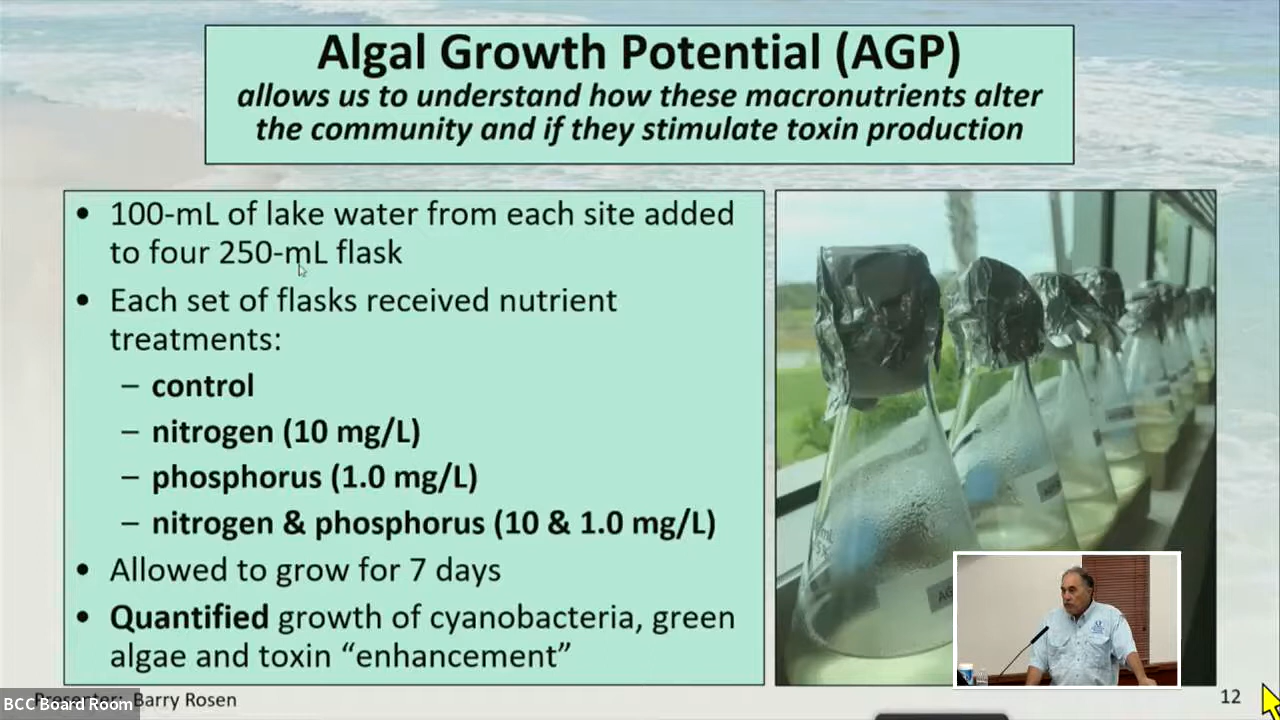 Algal Growth Potential (AGP)
allows us to understand how these macronutrients alter
the community and if they stimulate toxin production
• 100-mL of lake water from each site added
to four 250-mL flask
• Each set of flasks received nutrient
treatments:
– control
– nitrogen (10 mg/L)
– phosphorus (1.0 mg/L)
– nitrogen & phosphorus (10 & 1.0 mg/L)
• Allowed to grow for 7 days
• Quantified growth of cyanobacteria, green
algae and toxin “enhancement”
Presenter: Barry Rosen
BCC Board Room
12